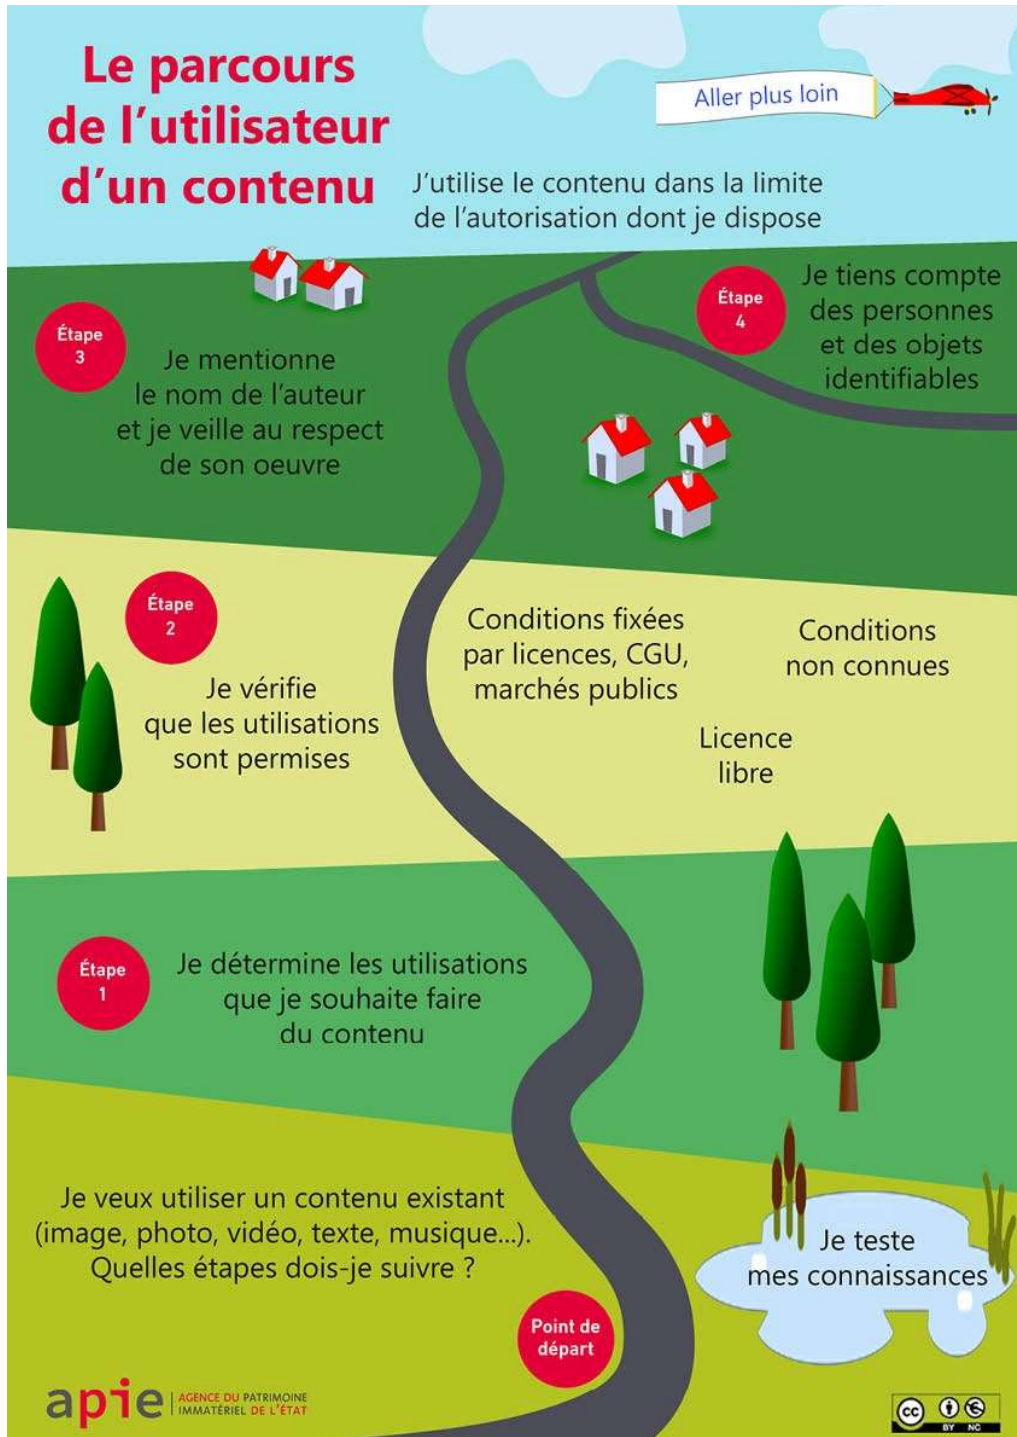 Le parcours
de l'utilisateur
d'un contenu
Aller plus loin
J'utilise le contenu dans la limite
de l'autorisation dont je dispose
Étape
4
Je tiens compte
des personnes
et des objets
identifiables
Étape
3
Je mentionne
le nom de l'auteur
et je veille au respect
de son oeuvre
Étape
2
Je vérifie
que les utilisations
sont permises
Conditions fixées
par licences, CGU,
marchés publics
Conditions
non connues
Licence
libre
Étape
1
Je détermine les utilisations
que je souhaite faire
du contenu
Je veux utiliser un contenu existant
(image, photo, vidéo, texte, musique...).
Quelles étapes dois-je suivre ?
Je teste
mes connaissances
Point de
départ
apie
AGENCE DU PATRIMOINE
IMMATÉRIEL DE L'ÉTAT
cc
BY NC